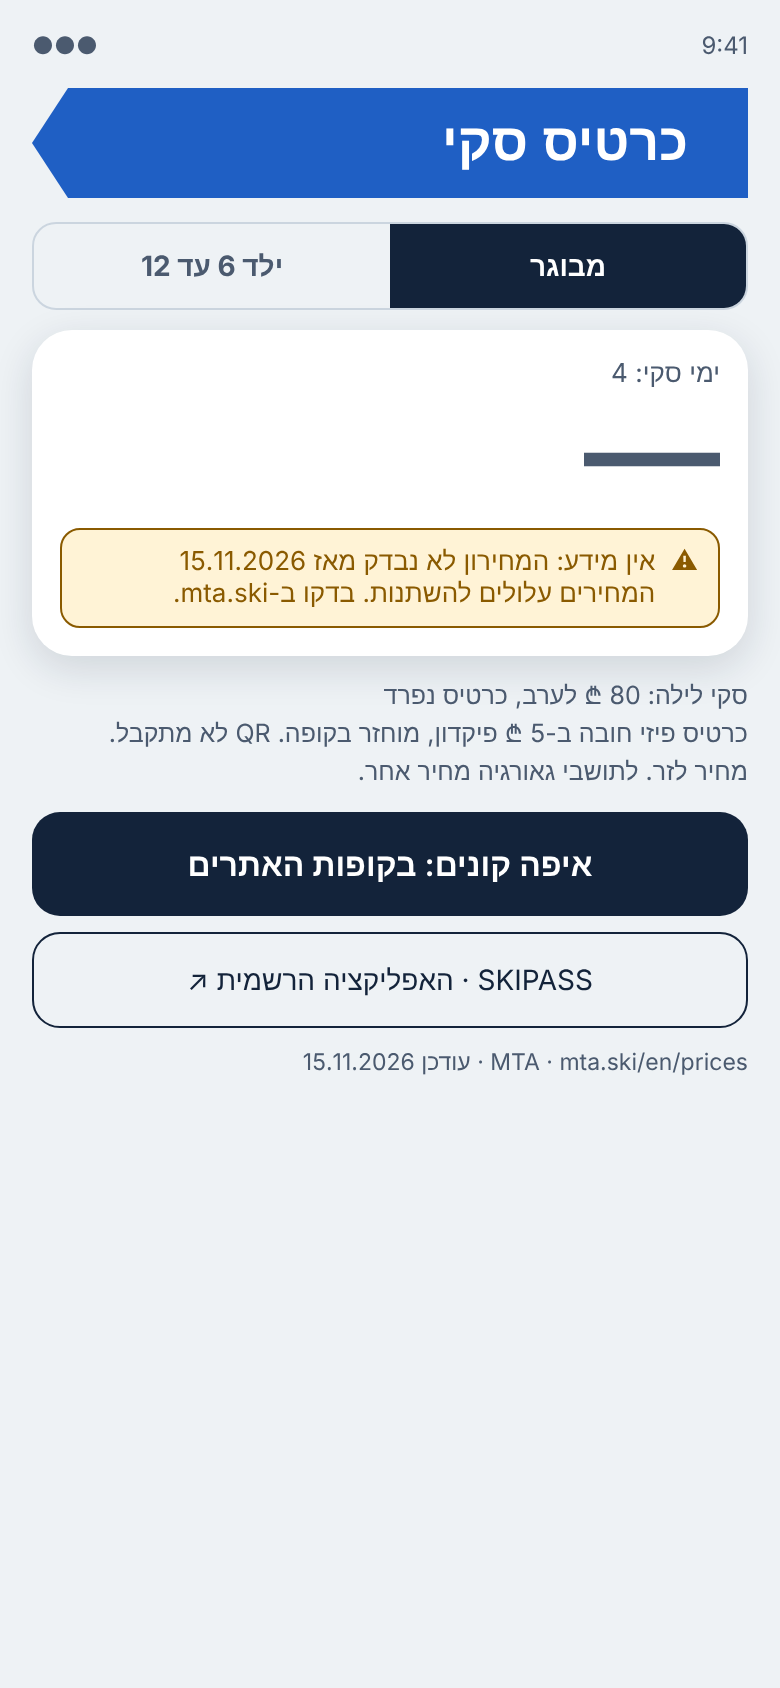 9:41
כרטיס סקי
מבוגר
ילד 6 עד 12
ימי סקי: 4
אין מידע: המחירון לא נבדק מאז 15.11.2026
המחירים עלולים להשתנות. בדקו ב-mta.ski.
סקי לילה: 80 ₾ לערב, כרטיס נפרד
כרטיס פיזי חובה ב-5 ₾ פיקדון, מוחזר בקופה. QR לא מתקבל.
מחיר לזר. לתושבי גאורגיה מחיר אחר.
איפה קונים: בקופות האתרים
SKIPASS · האפליקציה הרשמית ↗
mta.ski/en/prices · MTA · עודכן 15.11.2026